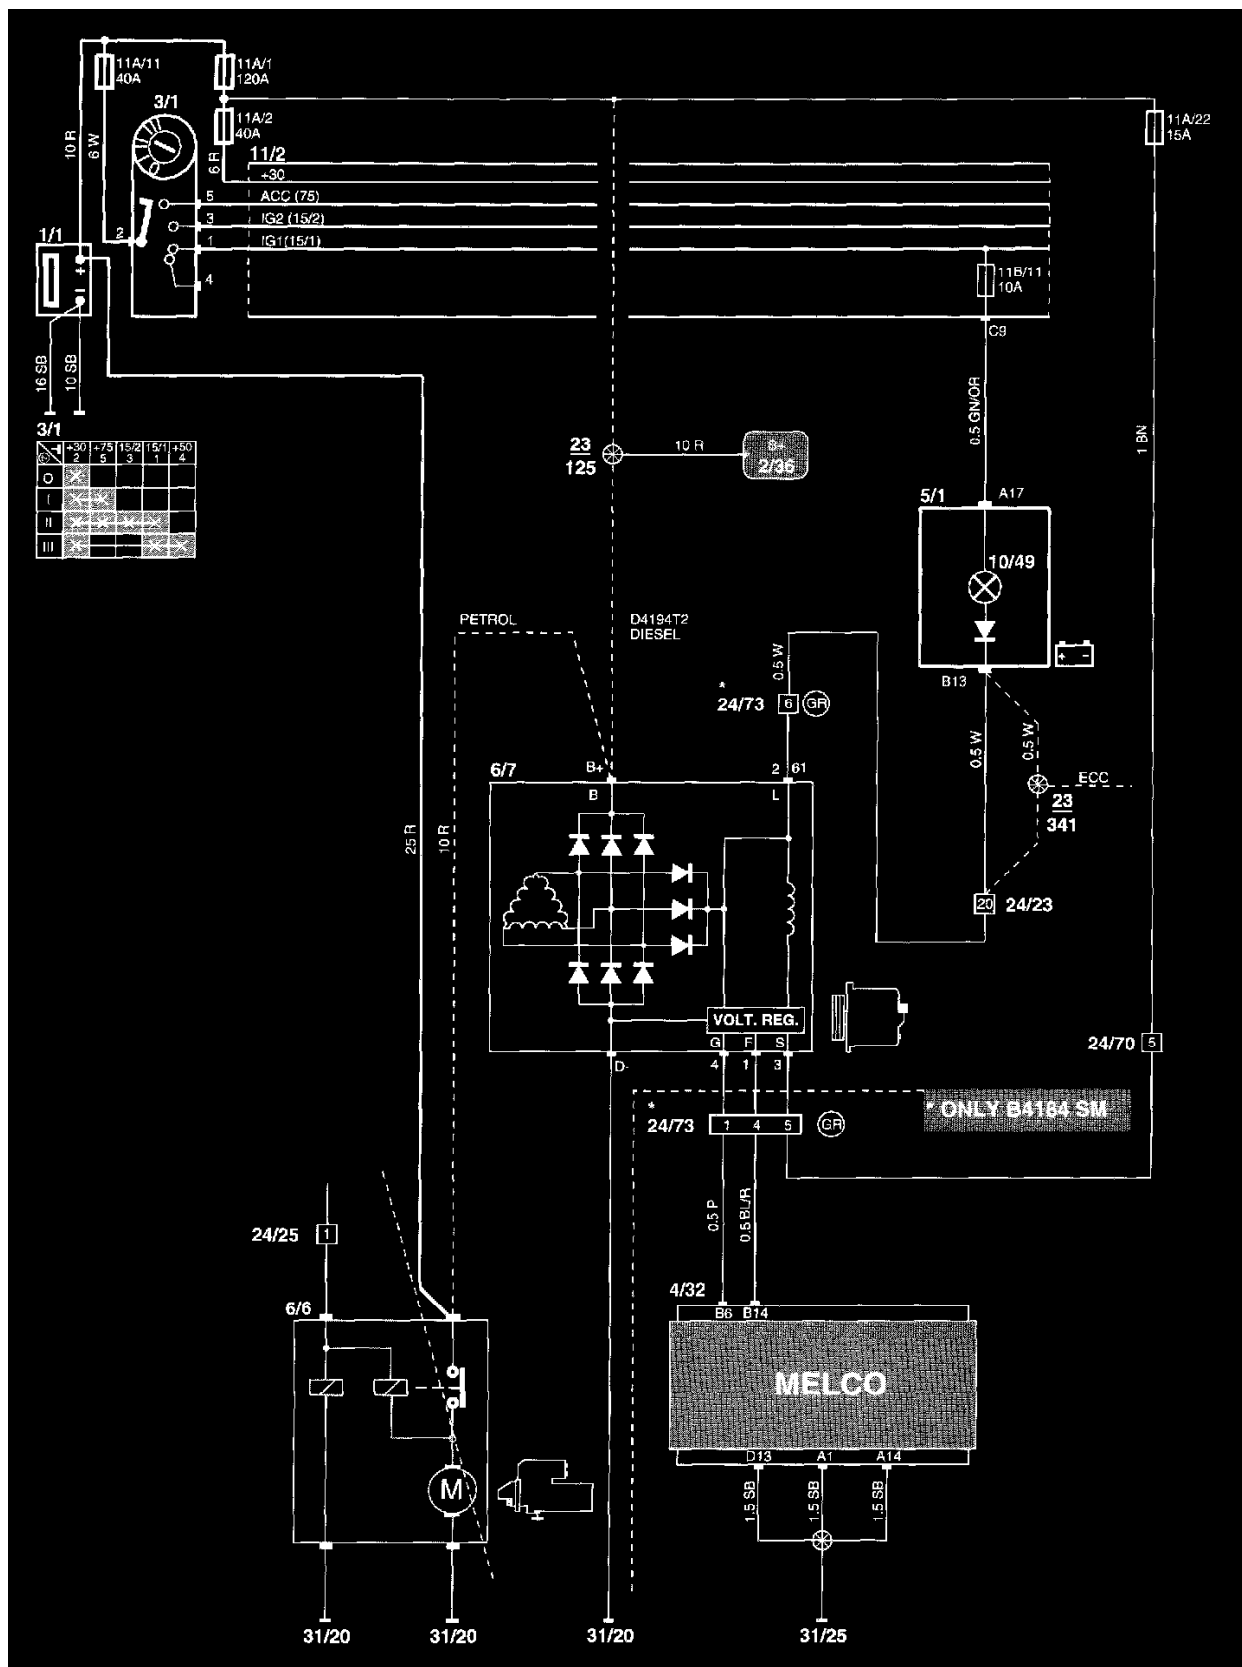 11A/11
40A
11A/1
120A
3/1
11A/2
40A
11A/22
15A
10 R
6 W
6 R
11/2
+30
5
ACC (75)
3
IG2 (15/2)
1
IG1(15/1)
2
4
1/1
+
−
11B/11
10A
C9
16 SB
10 SB
0.5 GN/OR
1 BN
3/1
+30 +75 15/2 15/1 +50
2 5 3 1 4
O
I
II
III
23
125
10 R
B+
2/36
5/1
A17
10/49
+ −
B13
PETROL
D4194T2
DIESEL
0.5 W
*
24/73
6
GR
0.5 W
0.5 W
ECC
23
341
6/7
B+
2
61
B
L
25 R
10 R
20
24/23
VOLT. REG.
G
F
S
D-
4
1
3
24/70
5
* ONLY B4184 SM
*
24/73
1
4
5
GR
0.5 P
0.5 BL/R
24/25
1
6/6
4/32
B6
B14
MELCO
M
D13
A1
A14
1.5 SB
1.5 SB
1.5 SB
31/20
31/20
31/20
31/25